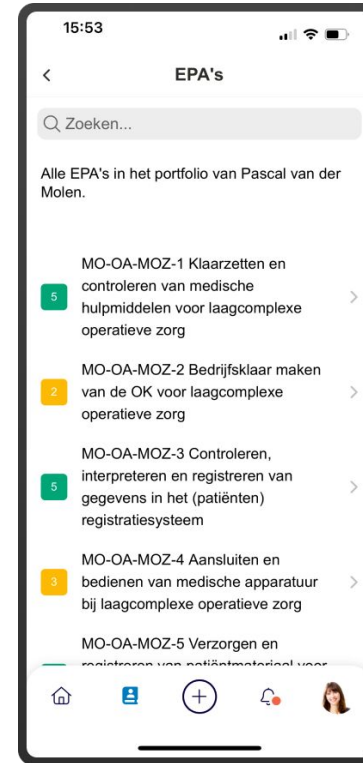 15:53
EPA's
Zoeken...
Alle EPA's in het portfolio van Pascal van der
Molen.
MO-OA-MOZ-1 Klaarzetten en
controleren van medische
5
hulpmiddelen voor laagcomplexe
operatieve zorg
MO-OA-MOZ-2 Bedrijfsklaar maken
2
van de OK voor laagcomplexe
operatieve zorg
MO-OA-MOZ-3 Controleren,
interpreteren en registreren van
5
gegevens in het (patiënten)
registratiesysteem
MO-OA-MOZ-4 Aansluiten en
3
bedienen van medische apparatuur
bij laagcomplexe operatieve zorg
MO-OA-MOZ-5 Verzorgen en
registreren van patiëntmateriaal voor